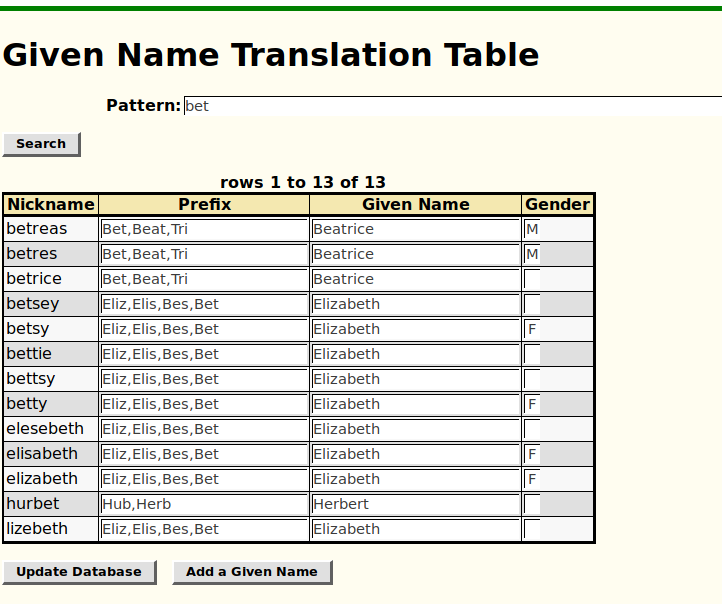 Given Name Translation Table
Pattern: bet
Search
rows 1 to 13 of 13
Nickname Prefix Given Name Gender
betreas Bet,Beat,Tri Beatrice M
betres Bet,Beat,Tri Beatrice M
betrice Bet,Beat,Tri Beatrice
betsey Eliz,Elis,Bes,Bet Elizabeth
betsy Eliz,Elis,Bes,Bet Elizabeth F
bettie Eliz,Elis,Bes,Bet Elizabeth
bettsy Eliz,Elis,Bes,Bet Elizabeth
betty Eliz,Elis,Bes,Bet Elizabeth F
elesebeth Eliz,Elis,Bes,Bet Elizabeth
elisabeth Eliz,Elis,Bes,Bet Elizabeth F
elizabeth Eliz,Elis,Bes,Bet Elizabeth F
hurbet Hub,Herb Herbert
lizebeth Eliz,Elis,Bes,Bet Elizabeth
Update Database Add a Given Name